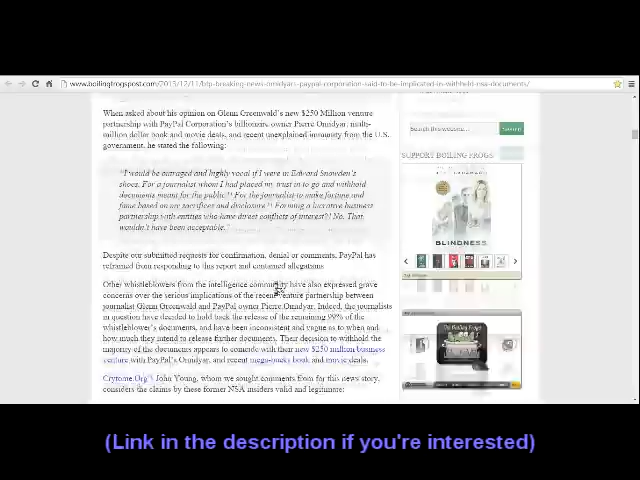 www.boilingfrogspost.com/2013/12/11/bfp-breaking-news-omidyars-paypal-corporation-said-to-be-implicated-in-withheld-nsa-documents/
When asked about his opinion on Glenn Greenwald's new $250 Million venture
partnership with PayPal Corporation's billionaire owner Pierre Omidyar, multi-
million dollar book and movie deals, and recent unexplained immunity from the U.S.
government, he stated the following:
"I would be outraged and highly vocal if I were in Edward Snowden's
shoes. For a journalist whom I had placed my trust in to go and withhold
documents meant for the public?! For the journalist to make fortune and
fame based on my sacrifices and disclosure?! Forming a lucrative business
partnership with entities who have direct conflicts of interest?! No. That
wouldn't have been acceptable."
Despite our submitted requests for confirmation, denial or comments, PayPal has
refrained from responding to this report and contained allegations.
Other whistleblowers from the intelligence community have also expressed grave
concerns over the serious implications of the recent venture partnership between
journalist Glenn Greenwald and PayPal owner Pierre Omidyar. Indeed, the journalists
in question have decided to hold back the release of the remaining 99% of the
whistleblower's documents, and have been inconsistent and vague as to when and
how much they intend to release further documents. Their decision to withhold the
majority of the documents appears to coincide with their new $250 million business
venture with PayPal's Omidyar, and recent mega-bucks book and movie deals.
Cryptome.Org's John Young, whom we sought comments from for this news story,
considers the claims by these former NSA insiders valid and legitimate:
Search this website...
Search
SUPPORT BOILING FROGS
BLINDNESS
The Boiling Frogs
(Link in the description if you're interested)